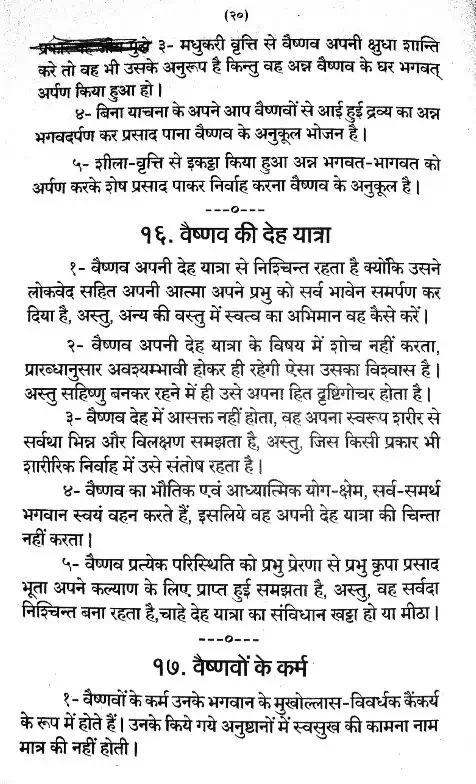 (२०)
३- मधुकरी वृत्ति से वैष्णव अपनी क्षुधा शान्ति
करे तो वह भी उसके अनुरूप है किन्तु वह अन्न वैष्णव के घर भगवत्
अर्पण किया हुआ हो।
४- बिना याचना के अपने आप वैष्णवों से आई हुई द्रव्य का अन्न
भगवदर्पण कर प्रसाद पाना वैष्णव के अनुकूल भोजन है।
५- शीला-वृत्ति से इकट्ठा किया हुआ अन्न भगवत-भागवत को
अर्पण करके शेष प्रसाद पाकर निर्वाह करना वैष्णव के अनुकूल है।
---०---
१६. वैष्णव की देह यात्रा
१- वैष्णव अपनी देह यात्रा से निश्चिन्त रहता है क्योंकि उसने
लोकवेद सहित अपनी आत्मा अपने प्रभु को सर्व भावेन समर्पण कर
दिया है, अस्तु, अन्य की वस्तु में स्वत्व का अभिमान वह कैसे करें।
२- वैष्णव अपनी देह यात्रा के विषय में शोच नहीं करता,
प्रारब्धानुसार अवश्यम्भावी होकर ही रहेगी ऐसा उसका विश्वास है।
अस्तु सहिष्णु बनकर रहने में ही उसे अपना हित दृष्टिगोचर होता है।
३- वैष्णव देह में आसक्त नहीं होता, वह अपना स्वरूप शरीर से
सर्वथा भिन्न और विलक्षण समझता है, अस्तु, जिस किसी प्रकार भी
शारीरिक निर्वाह में उसे संतोष रहता है।
४- वैष्णव का भौतिक एवं आध्यात्मिक योग-क्षेम, सर्व-समर्थ
भगवान स्वयं वहन करते हैं, इसलिये वह अपनी देह यात्रा की चिन्ता
नहीं करता।
५- वैष्णव प्रत्येक परिस्थिति को प्रभु प्रेरणा से प्रभु कृपा प्रसाद
भूता अपने कल्याण के लिए प्राप्त हुई समझता है, अस्तु, वह सर्वदा
निश्चिन्त बना रहता है,चाहे देह यात्रा का संविधान खट्टा हो या मीठा।
---०---
१७. वैष्णवों के कर्म
१- वैष्णवों के कर्म उनके भगवान के मुखोल्लास-विवर्धक कैंकर्य
के रूप में होते हैं। उनके किये गये अनुष्ठानों में स्वसुख की कामना नाम
मात्र की नहीं होती।